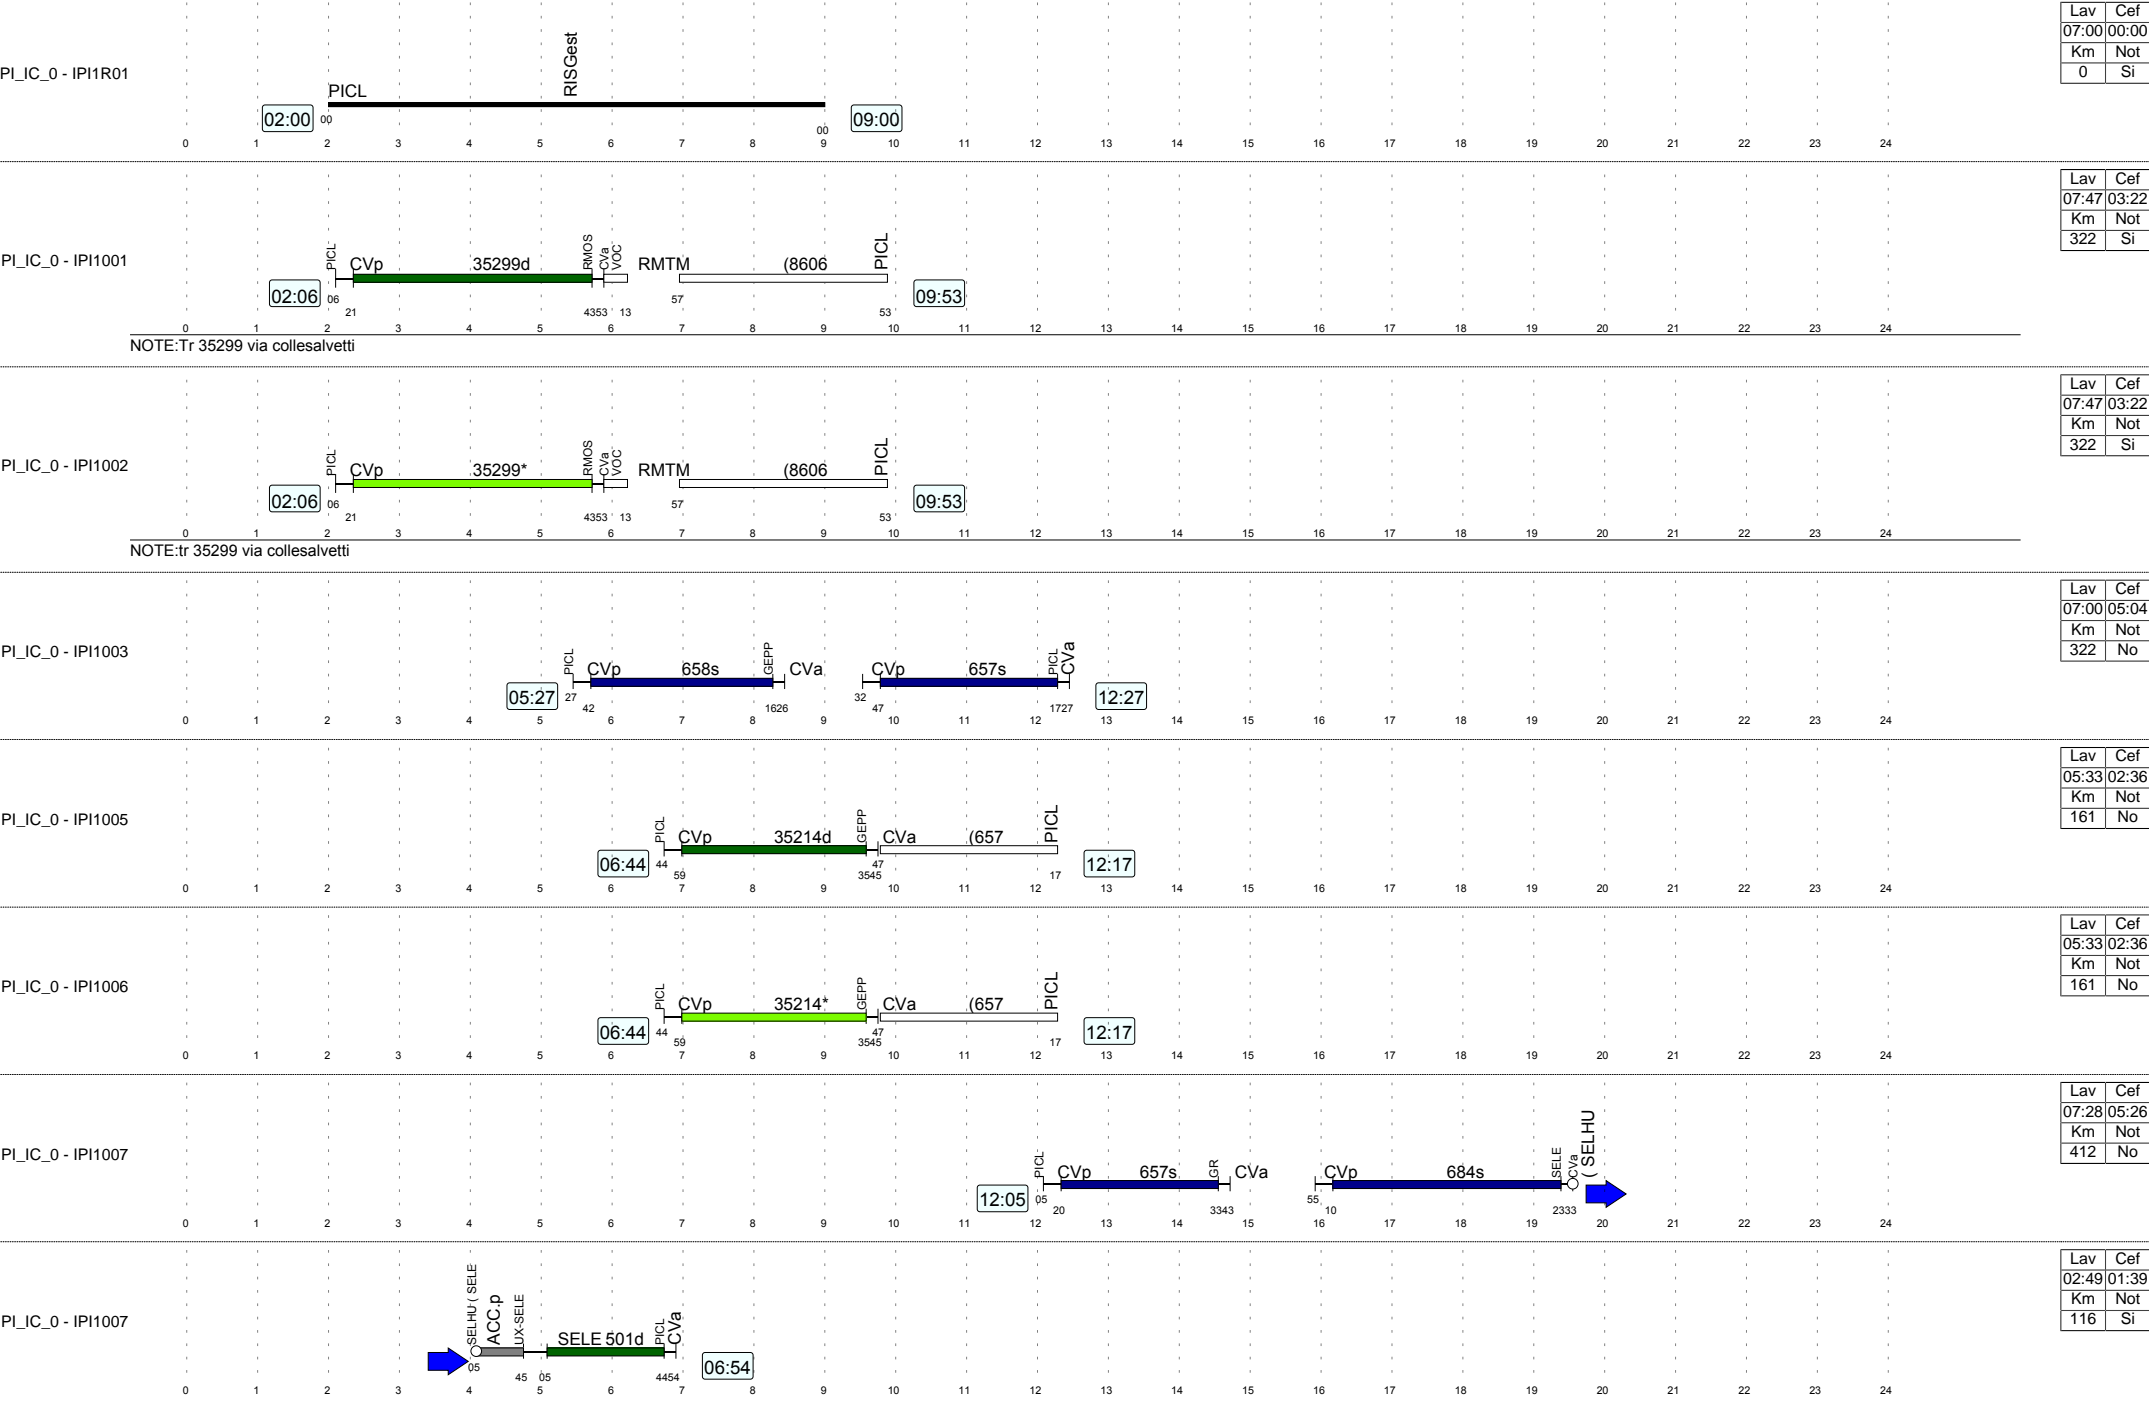 Lav Cef
07:00 00:00
Km Not
0 Si
PI_IC_0 - IPI1R01
PICL
RISGest
02:00 00
00 09:00
0 1 2 3 4 5 6 7 8 9 10 11 12 13 14 15 16 17 18 19 20 21 22 23 24
Lav Cef
07:47 03:22
Km Not
322 Si
PI_IC_0 - IPI1001
PICL CVp 35299d RMOS CVa VOC RMTM (8606 PICL
02:06 06 21 4353 13 57 53 09:53
0 1 2 3 4 5 6 7 8 9 10 11 12 13 14 15 16 17 18 19 20 21 22 23 24
NOTE:Tr 35299 via collesalvetti
Lav Cef
07:47 03:22
Km Not
322 Si
PI_IC_0 - IPI1002
PICL CVp 35299* RMOS CVa VOC RMTM (8606 PICL
02:06 06 21 4353 13 57 53 09:53
0 1 2 3 4 5 6 7 8 9 10 11 12 13 14 15 16 17 18 19 20 21 22 23 24
NOTE:tr 35299 via collesalvetti
Lav Cef
07:00 05:04
Km Not
322 No
PI_IC_0 - IPI1003
PICL CVp 658s GEPP CVa CVp 657s PICL CVa
05:27 27 42 1626 32 47 1727 12:27
0 1 2 3 4 5 6 7 8 9 10 11 12 13 14 15 16 17 18 19 20 21 22 23 24
Lav Cef
05:33 02:36
Km Not
161 No
PI_IC_0 - IPI1005
PICL CVp 35214d GEPP CVa (657 PICL
06:44 44 59 3545 47 17 12:17
0 1 2 3 4 5 6 7 8 9 10 11 12 13 14 15 16 17 18 19 20 21 22 23 24
Lav Cef
05:33 02:36
Km Not
161 No
PI_IC_0 - IPI1006
PICL CVp 35214* GEPP CVa (657 PICL
06:44 44 59 3545 47 17 12:17
0 1 2 3 4 5 6 7 8 9 10 11 12 13 14 15 16 17 18 19 20 21 22 23 24
Lav Cef
07:28 05:26
Km Not
412 No
PI_IC_0 - IPI1007
PICL CVp 657s GR CVa CVp 684s SELE CVa ( SELHU
12:05 05 20 3343 55 10 2333
0 1 2 3 4 5 6 7 8 9 10 11 12 13 14 15 16 17 18 19 20 21 22 23 24
Lav Cef
02:49 01:39
Km Not
116 Si
PI_IC_0 - IPI1007
SELHU ( SELE ACC.p UX-SELE SELE 501d PICL CVa
05 45 05 4454 06:54
0 1 2 3 4 5 6 7 8 9 10 11 12 13 14 15 16 17 18 19 20 21 22 23 24